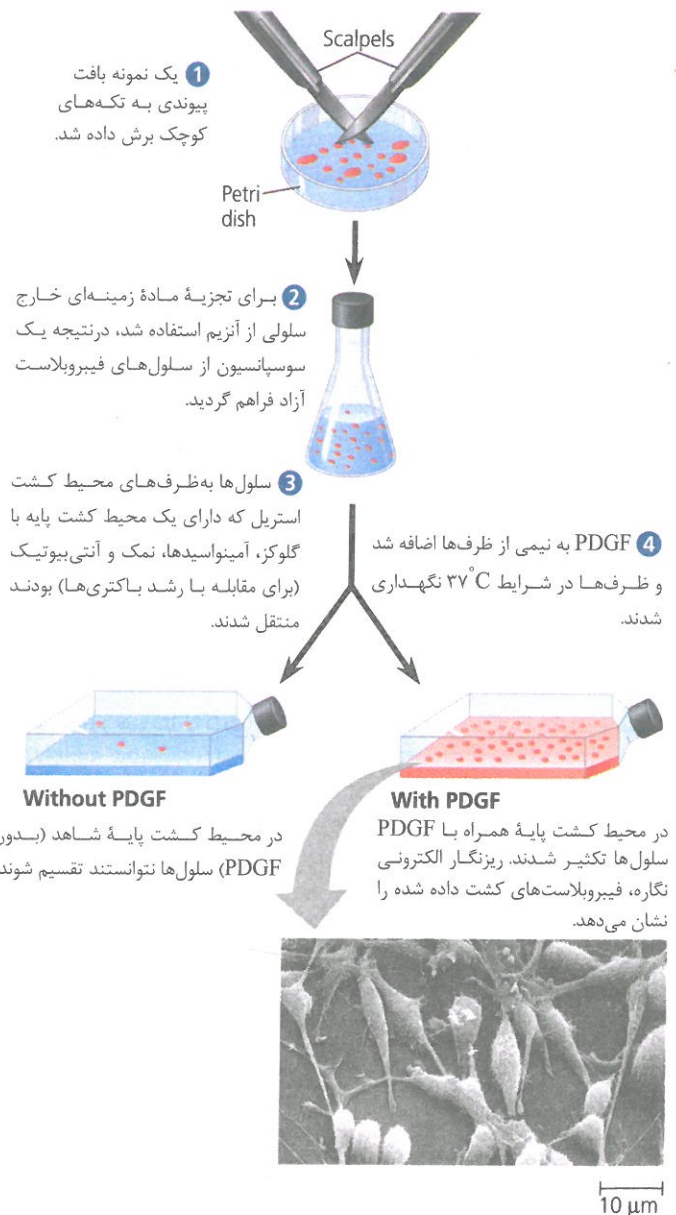 Scalpels
1 یک نمونه بافت
پیوندی به تکه‌های
کوچک برش داده شد.
Petri
dish
2 برای تجزیهٔ مادهٔ زمینه‌ای خارج
سلولی از آنزیم استفاده شد، درنتیجه یک
سوسپانسیون از سلول‌های فیبروبلاست
آزاد فراهم گردید.
3 سلول‌ها به‌ظرف‌های محیط کشت
استریل که دارای یک محیط کشت پایه با
گلوکز، آمینواسیدها، نمک و آنتی‌بیوتیک
(برای مقابله با رشد باکتری‌ها) بودند
منتقل شدند.
4 PDGF به نیمی از ظرف‌ها اضافه شد
و ظرف‌ها در شرایط ۳۷°C نگهداری
شدند.
Without PDGF
در محیط کشت پایهٔ شاهد (بدون
PDGF) سلول‌ها نتوانستند تقسیم شوند
With PDGF
در محیط کشت پایهٔ همراه با PDGF
سلول‌ها تکثیر شدند. ریزنگار الکترونی
نگاره، فیبروبلاست‌های کشت داده شده را
نشان می‌دهد.
10 μm